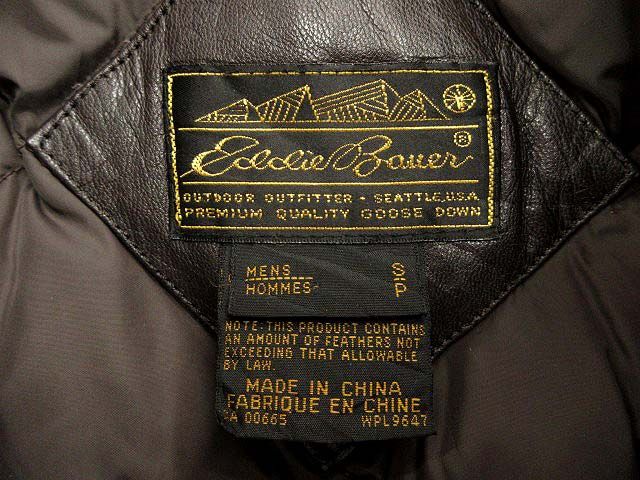 Eddie Bauer®
OUTDOOR OUTFITTER • SEATTLE, U.S.A.
PREMIUM QUALITY GOOSE DOWN
MENS S
HOMMES P
NOTE: THIS PRODUCT CONTAINS
AN AMOUNT OF FEATHERS NOT
EXCEEDING THAT ALLOWABLE
BY LAW.
MADE IN CHINA
FABRIQUE EN CHINE
CA 00665 WPL9647